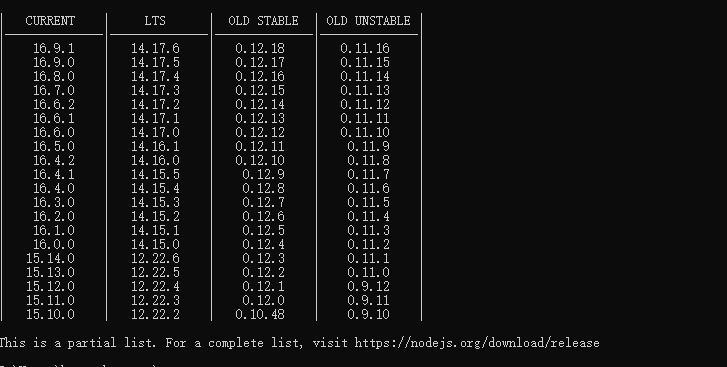 CURRENT | LTS | OLD STABLE | OLD UNSTABLE
16.9.1 | 14.17.6 | 0.12.18 | 0.11.16
16.9.0 | 14.17.5 | 0.12.17 | 0.11.15
16.8.0 | 14.17.4 | 0.12.16 | 0.11.14
16.7.0 | 14.17.3 | 0.12.15 | 0.11.13
16.6.2 | 14.17.2 | 0.12.14 | 0.11.12
16.6.1 | 14.17.1 | 0.12.13 | 0.11.11
16.6.0 | 14.17.0 | 0.12.12 | 0.11.10
16.5.0 | 14.16.1 | 0.12.11 | 0.11.9
16.4.2 | 14.16.0 | 0.12.10 | 0.11.8
16.4.1 | 14.15.5 | 0.12.9 | 0.11.7
16.4.0 | 14.15.4 | 0.12.8 | 0.11.6
16.3.0 | 14.15.3 | 0.12.7 | 0.11.5
16.2.0 | 14.15.2 | 0.12.6 | 0.11.4
16.1.0 | 14.15.1 | 0.12.5 | 0.11.3
16.0.0 | 14.15.0 | 0.12.4 | 0.11.2
15.14.0 | 12.22.6 | 0.12.3 | 0.11.1
15.13.0 | 12.22.5 | 0.12.2 | 0.11.0
15.12.0 | 12.22.4 | 0.12.1 | 0.9.12
15.11.0 | 12.22.3 | 0.12.0 | 0.9.11
15.10.0 | 12.22.2 | 0.10.48 | 0.9.10
This is a partial list. For a complete list, visit https://nodejs.org/download/release